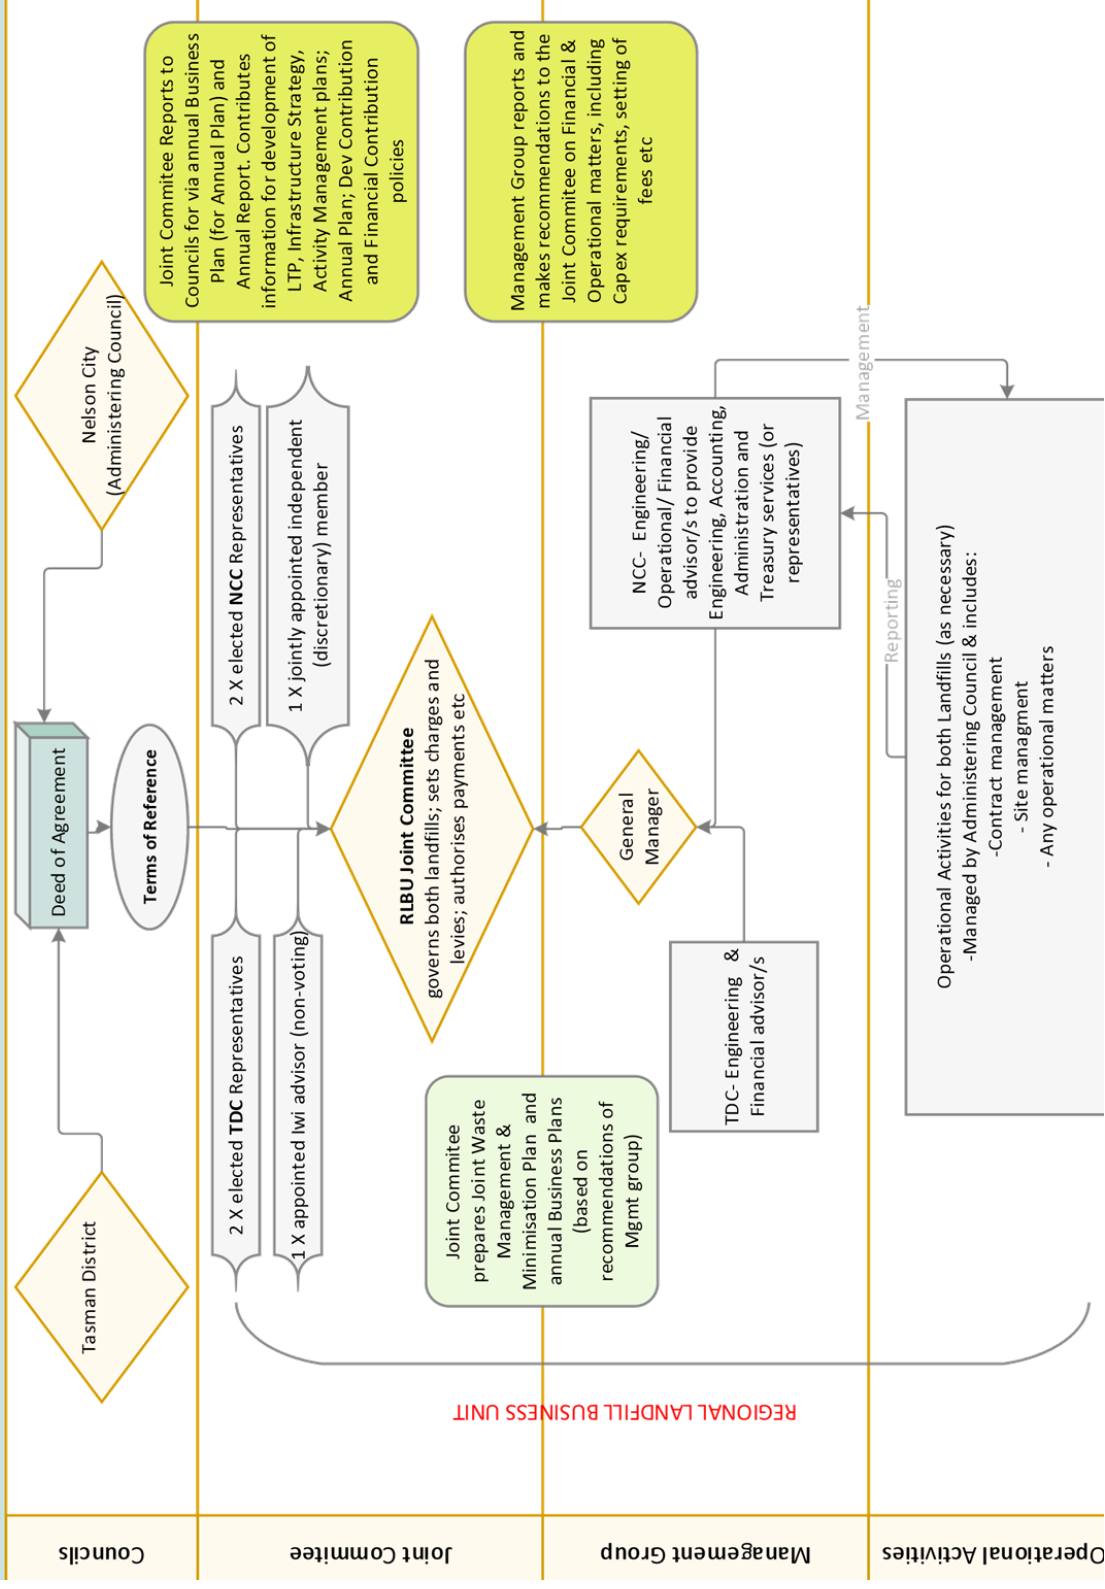 Councils
Tasman District
Deed of Agreement
Nelson City
(Administering Council)
Terms of Reference
Joint Committee
REGIONAL LANDFILL BUSINESS UNIT
2 X elected TDC Representatives
1 X appointed Iwi advisor (non-voting)
2 X elected NCC Representatives
1 X jointly appointed independent
(discretionary) member
Joint Commitee Reports to
Councils for via annual Business
Plan (for Annual Plan) and
Annual Report. Contributes
information for development of
LTP, Infrastructure Strategy,
Activity Management plans;
Annual Plan; Dev Contribution
and Financial Contribution
policies
RLBU Joint Committee
governs both landfills; sets charges and
levies; authorises payments etc
Joint Commitee
prepares Joint Waste
Management &
Minimisation Plan and
annual Business Plans
(based on
recommendations of
Mgmt group)
Management Group reports and
makes recommendations to the
Joint Committee on Financial &
Operational matters, including
Capex requirements, setting of
fees etc
Management Group
General
Manager
TDC- Engineering &
Financial advisor/s
NCC- Engineering/
Operational/ Financial
advisor/s to provide
Engineering, Accounting,
Administration and
Treasury services (or
representatives)
Management
Reporting
Operational Activities
Operational Activities for both Landfills (as necessary)
-Managed by Administering Council & includes:
-Contract management
- Site managment
- Any operational matters